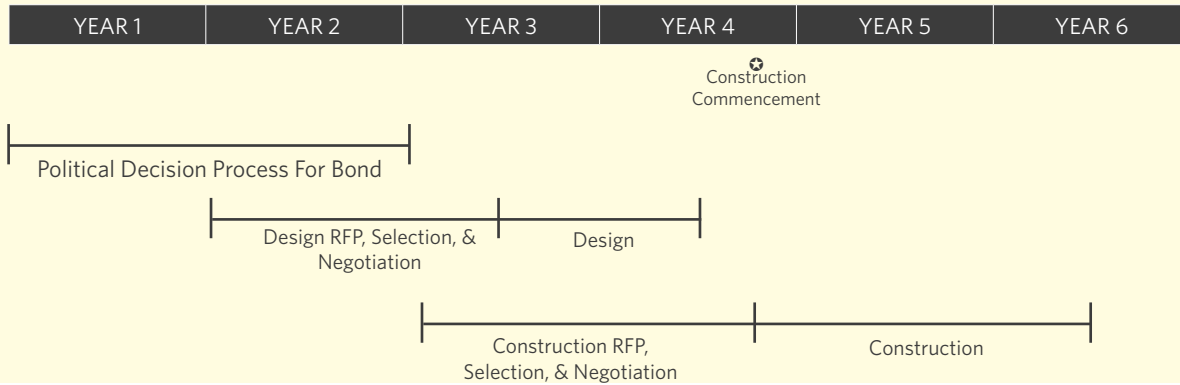 YEAR 1 YEAR 2 YEAR 3 YEAR 4 YEAR 5 YEAR 6
Construction
Commencement
Political Decision Process For Bond
Design RFP, Selection, &
Negotiation
Design
Construction RFP,
Selection, & Negotiation
Construction